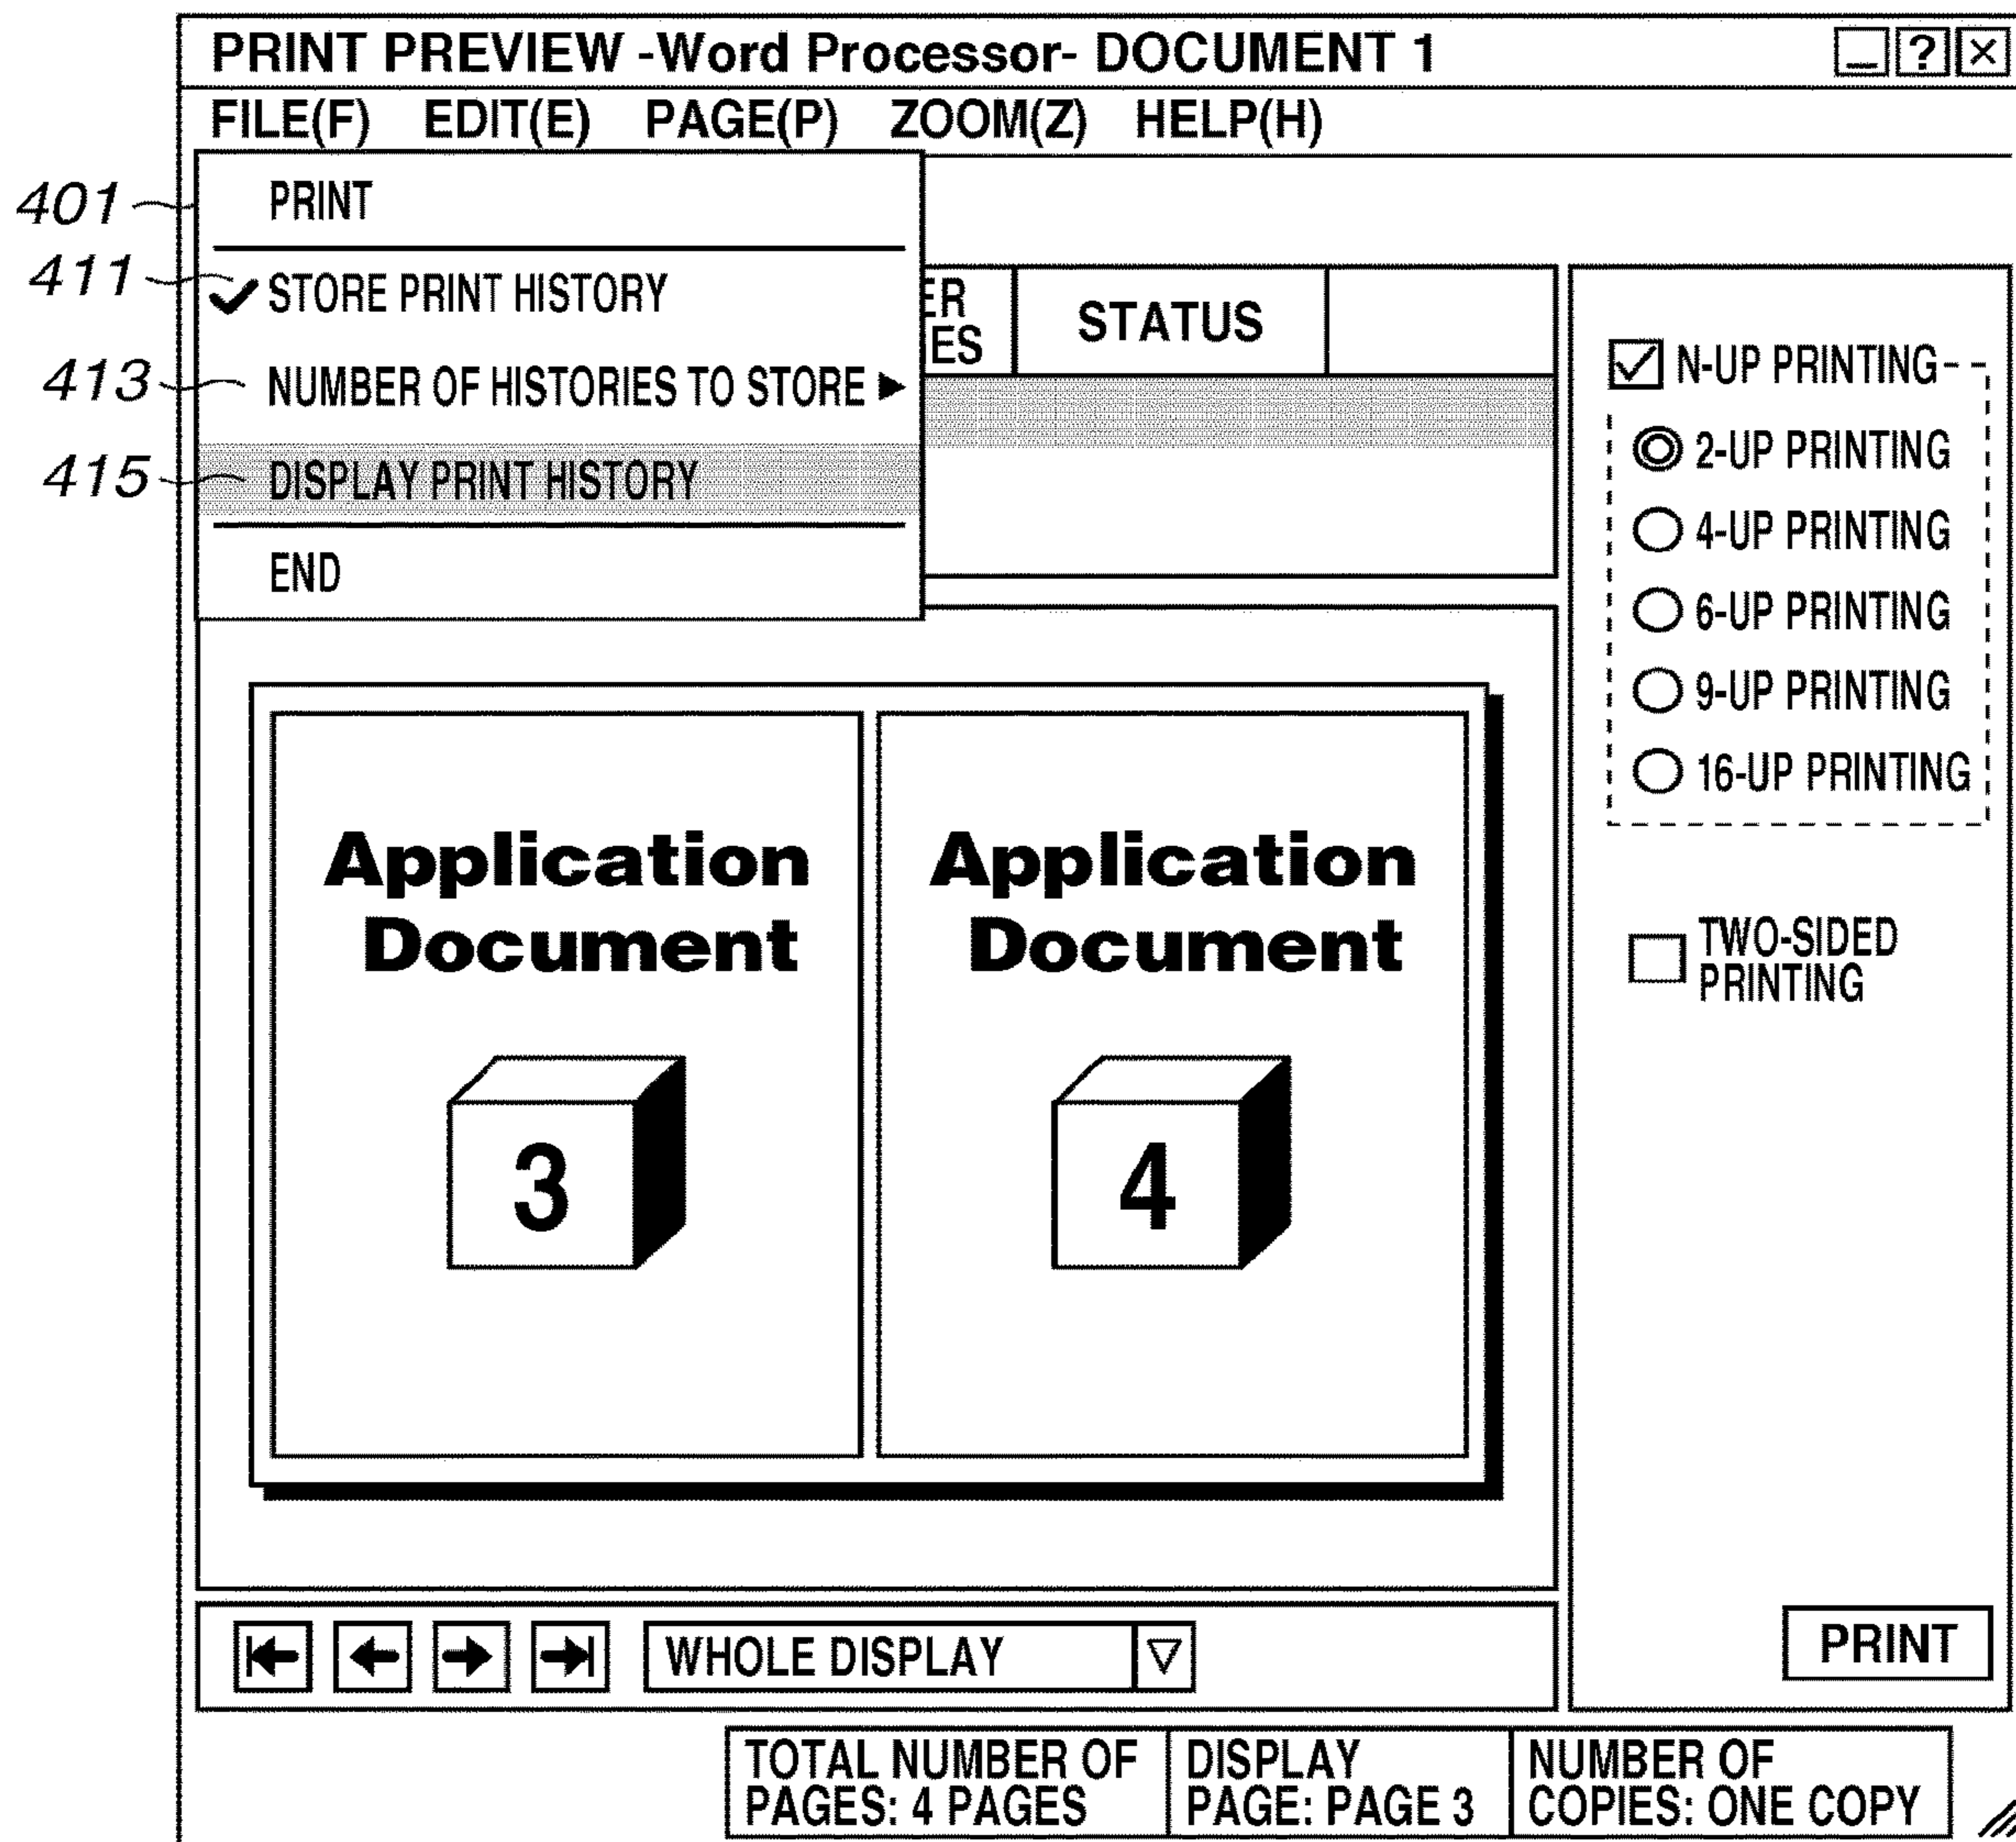 PRINT PREVIEW -Word Processor- DOCUMENT 1
FILE(F) EDIT(E) PAGE(P) ZOOM(Z) HELP(H)
401 PRINT
411 STORE PRINT HISTORY
413 NUMBER OF HISTORIES TO STORE
415 DISPLAY PRINT HISTORY
END
ER
ES
STATUS
N-UP PRINTING
2-UP PRINTING
4-UP PRINTING
6-UP PRINTING
9-UP PRINTING
16-UP PRINTING
TWO-SIDED
PRINTING
Application
Document
3
Application
Document
4
WHOLE DISPLAY
PRINT
TOTAL NUMBER OF
PAGES: 4 PAGES
DISPLAY
PAGE: PAGE 3
NUMBER OF
COPIES: ONE COPY